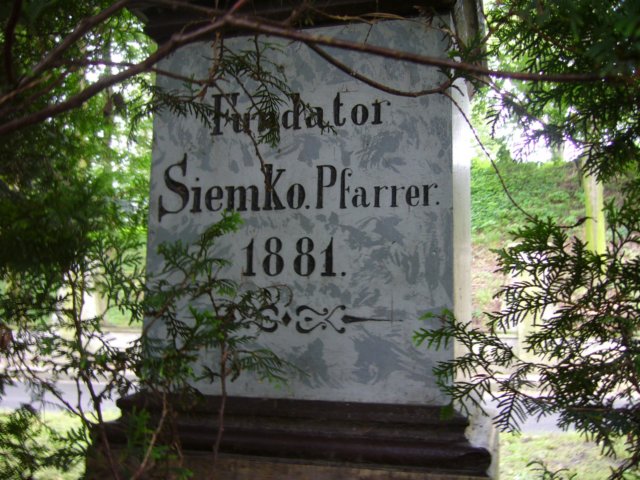 Fundator
SiemKo. Pfarrer.
1881.